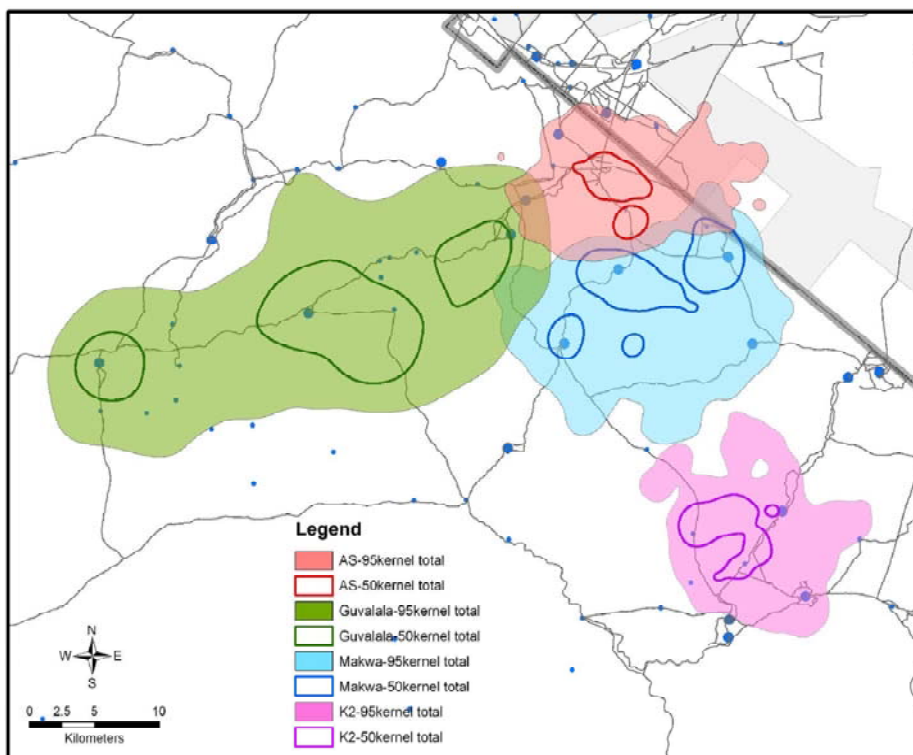 Legend
AS-95kernel total
AS-50kernel total
Guvalala-95kernel total
Guvalala-50kernel total
Makwa-95kernel total
Makwa-50kernel total
K2-95kernel total
K2-50kernel total
N
W E
S
0 2.5 5 10
Kilometers